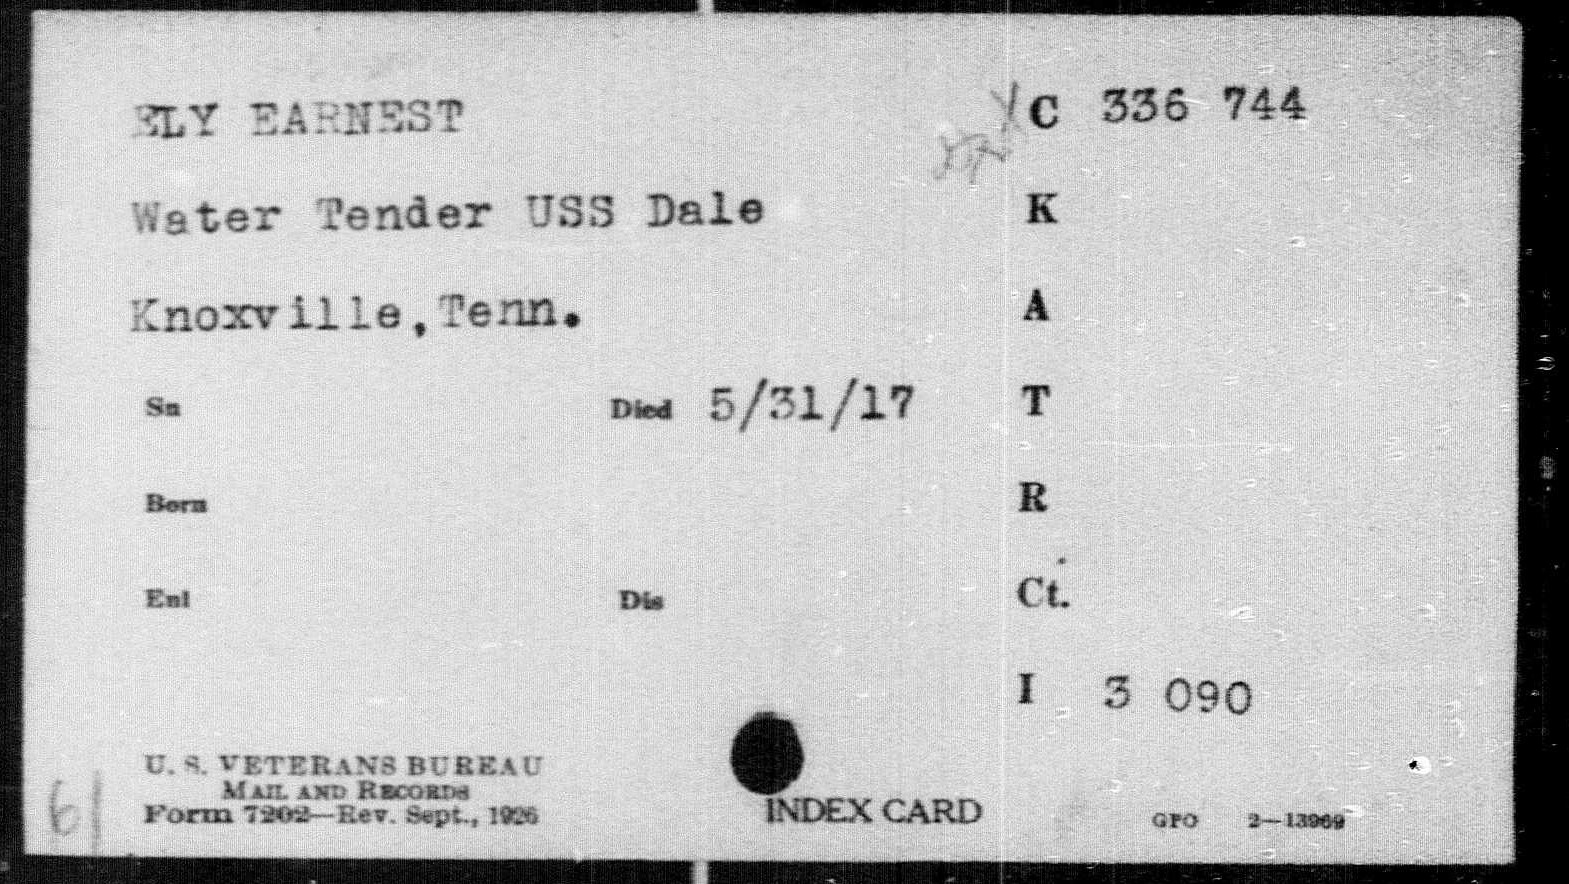 ELY EARNEST
C 336 744
Water Tender USS Dale
K
Knoxville, Tenn.
A
Sn
Died 5/31/17
T
Born
R
Enl
Dis
Ct.
I 3 090
U. S. VETERANS BUREAU
MAIL AND RECORDS
Form 7202—Rev. Sept., 1926
INDEX CARD
GPO 2—13969
61